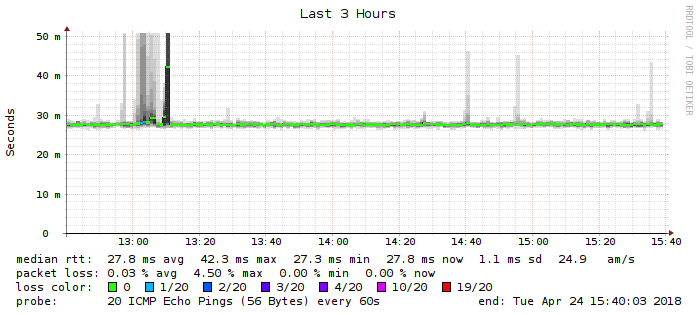 Last 3 Hours
RRDTOOL / TOBI OETIKER
Seconds
50 m
40 m
30 m
20 m
10 m
0
13:00 13:20 13:40 14:00 14:20 14:40 15:00 15:20 15:40
median rtt: 27.8 ms avg 42.3 ms max 27.3 ms min 27.8 ms now 1.1 ms sd 24.9 am/s
packet loss: 0.03 % avg 4.50 % max 0.00 % min 0.00 % now
loss color: 0 1/20 2/20 3/20 4/20 10/20 19/20
probe: 20 ICMP Echo Pings (56 Bytes) every 60s end: Tue Apr 24 15:40:03 2018